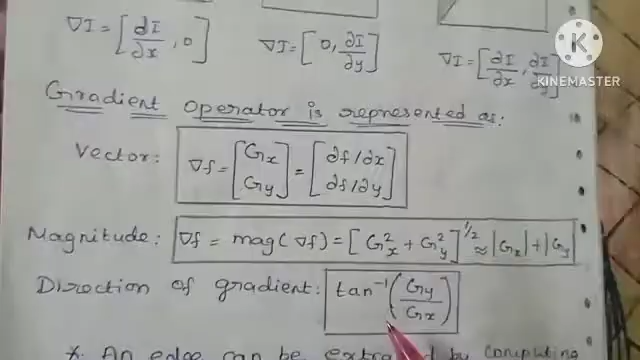 ∇I = [∂I/∂x , 0]
∇I = [0, ∂I/∂y]
∇I = [∂I/∂x, ∂I/∂y]
K
KINEMASTER
Gradient operator is represented as:
Vector: ∇f = [Gx Gy] = [∂f/∂x ∂f/∂y]
Magnitude: ∇f = mag(∇f) = [Gx² + Gy²]^1/2 ≈ |Gx| + |Gy|
Direction of gradient: tan⁻¹(Gy/Gx)
* An edge can be extracted by computing